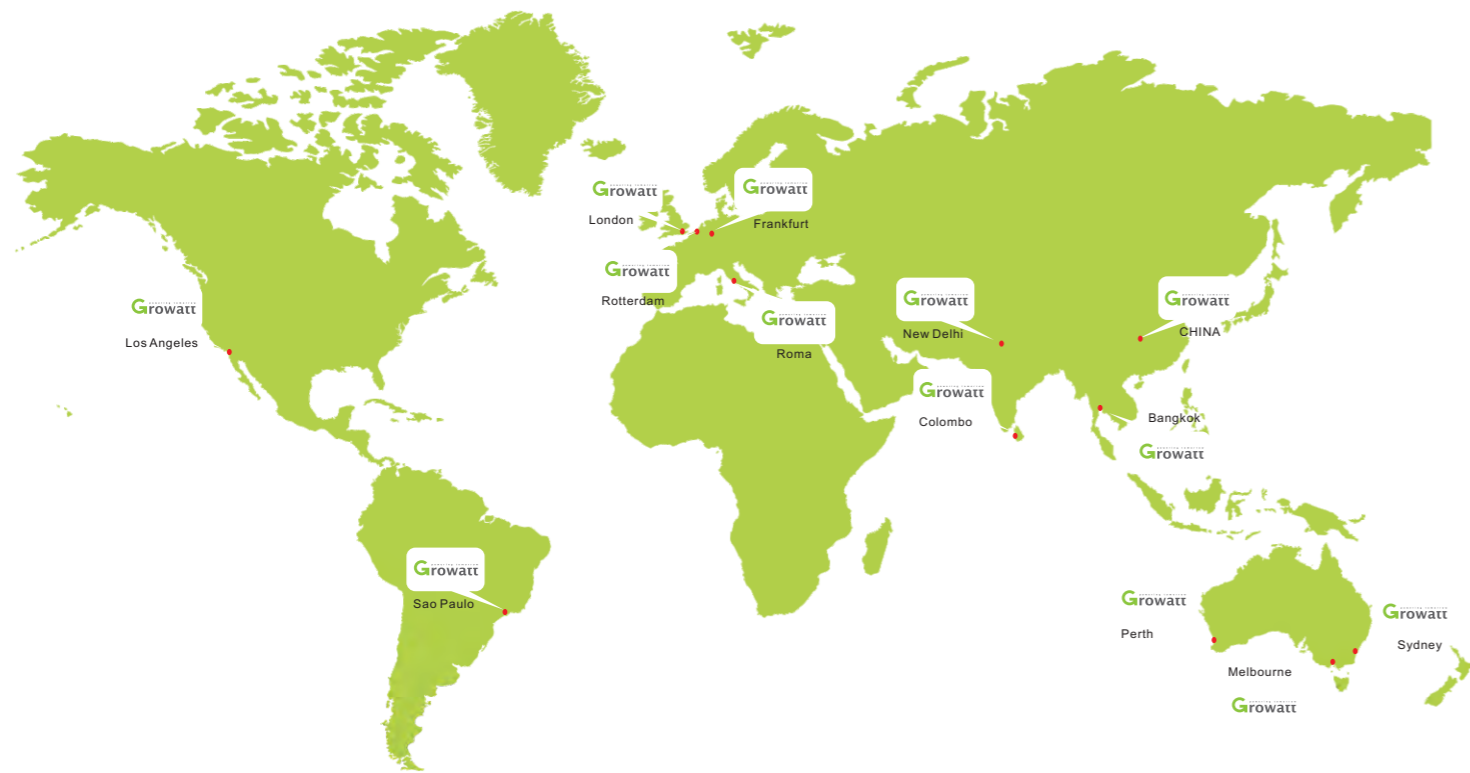 Growatt
London
Growatt
Frankfurt
Growatt
Rotterdam
Growatt
Los Angeles
Growatt
Roma
Growatt
New Delhi
Growatt
CHINA
Growatt
Colombo
Bangkok
Growatt
Growatt
Sao Paulo
Growatt
Perth
Growatt
Sydney
Melbourne
Growatt